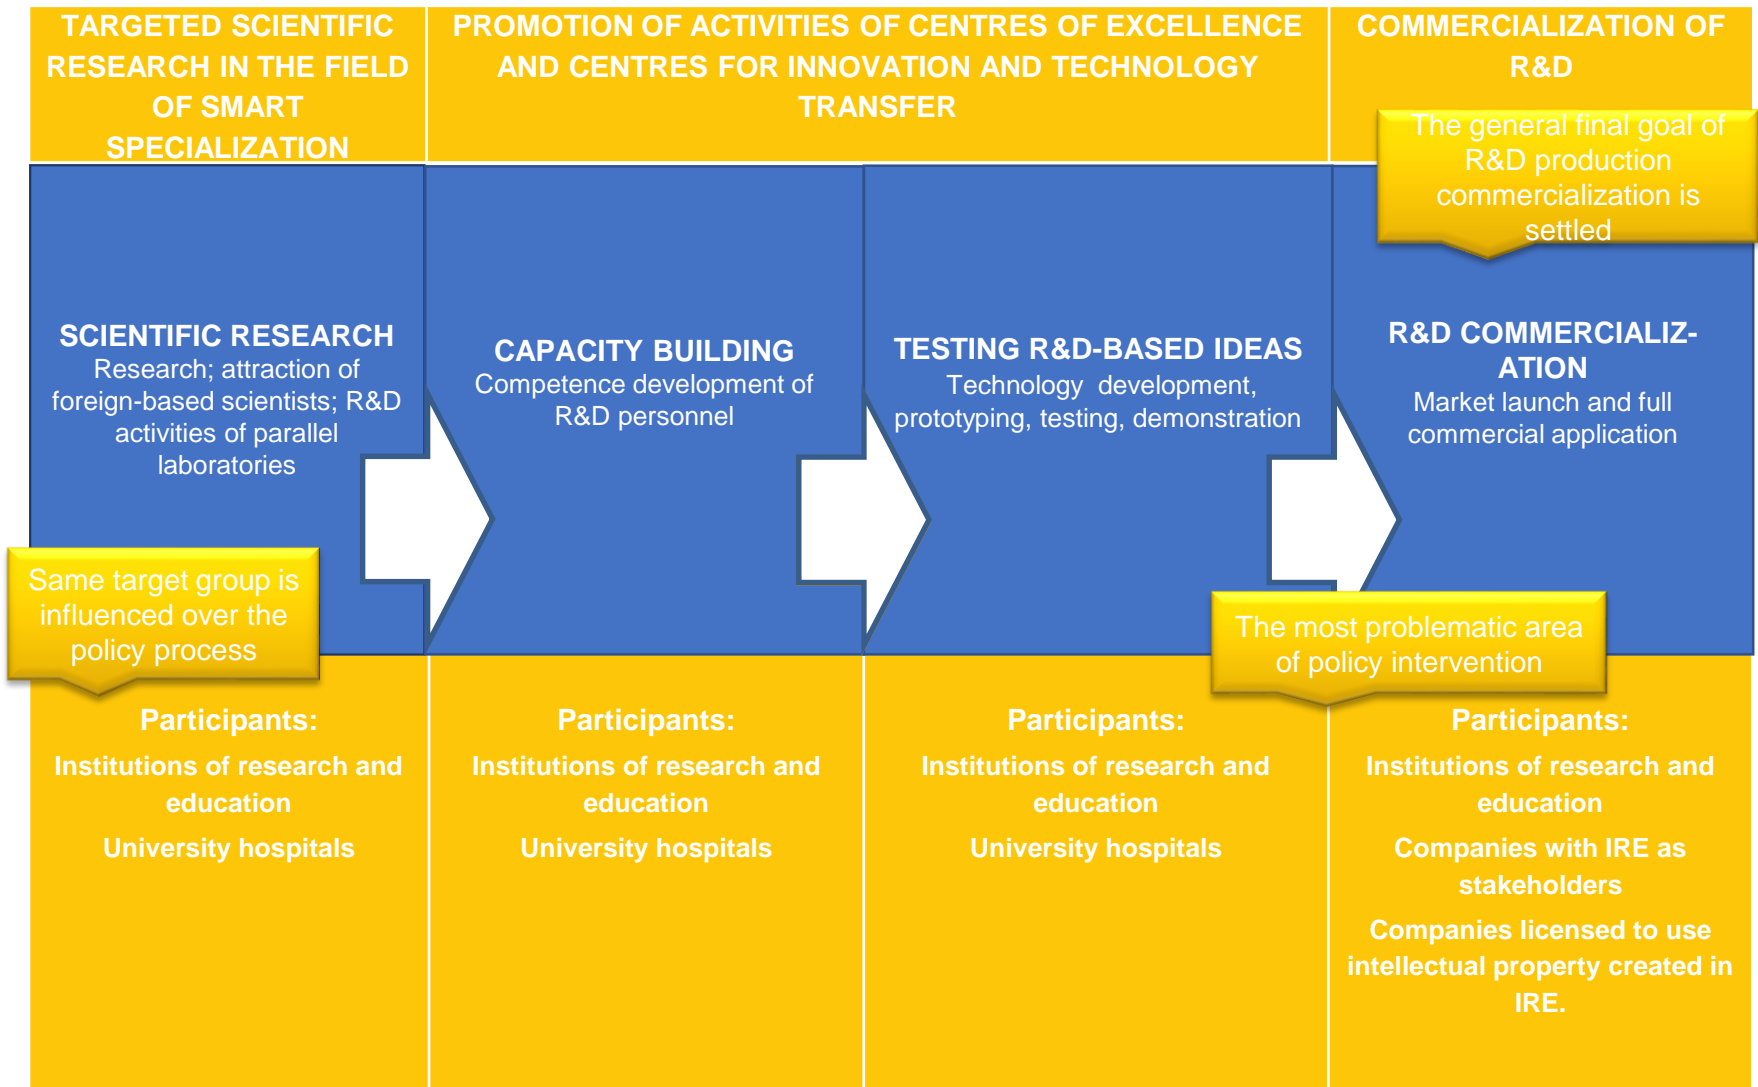 TARGETED SCIENTIFIC
RESEARCH IN THE FIELD
OF SMART
SPECIALIZATION
PROMOTION OF ACTIVITIES OF CENTRES OF EXCELLENCE
AND CENTRES FOR INNOVATION AND TECHNOLOGY
TRANSFER
COMMERCIALIZATION OF
R&D
The general final goal of
R&D production
commercialization is
settled
SCIENTIFIC RESEARCH
Research; attraction of
foreign-based scientists; R&D
activities of parallel
laboratories
CAPACITY BUILDING
Competence development of
R&D personnel
TESTING R&D-BASED IDEAS
Technology development,
prototyping, testing, demonstration
R&D COMMERCIALIZ-
ATION
Market launch and full
commercial application
Same target group is
influenced over the
policy process
The most problematic area
of policy intervention
Participants:
Institutions of research and
education
University hospitals
Participants:
Institutions of research and
education
University hospitals
Participants:
Institutions of research and
education
University hospitals
Participants:
Institutions of research and
education
Companies with IRE as
stakeholders
Companies licensed to use
intellectual property created in
IRE.